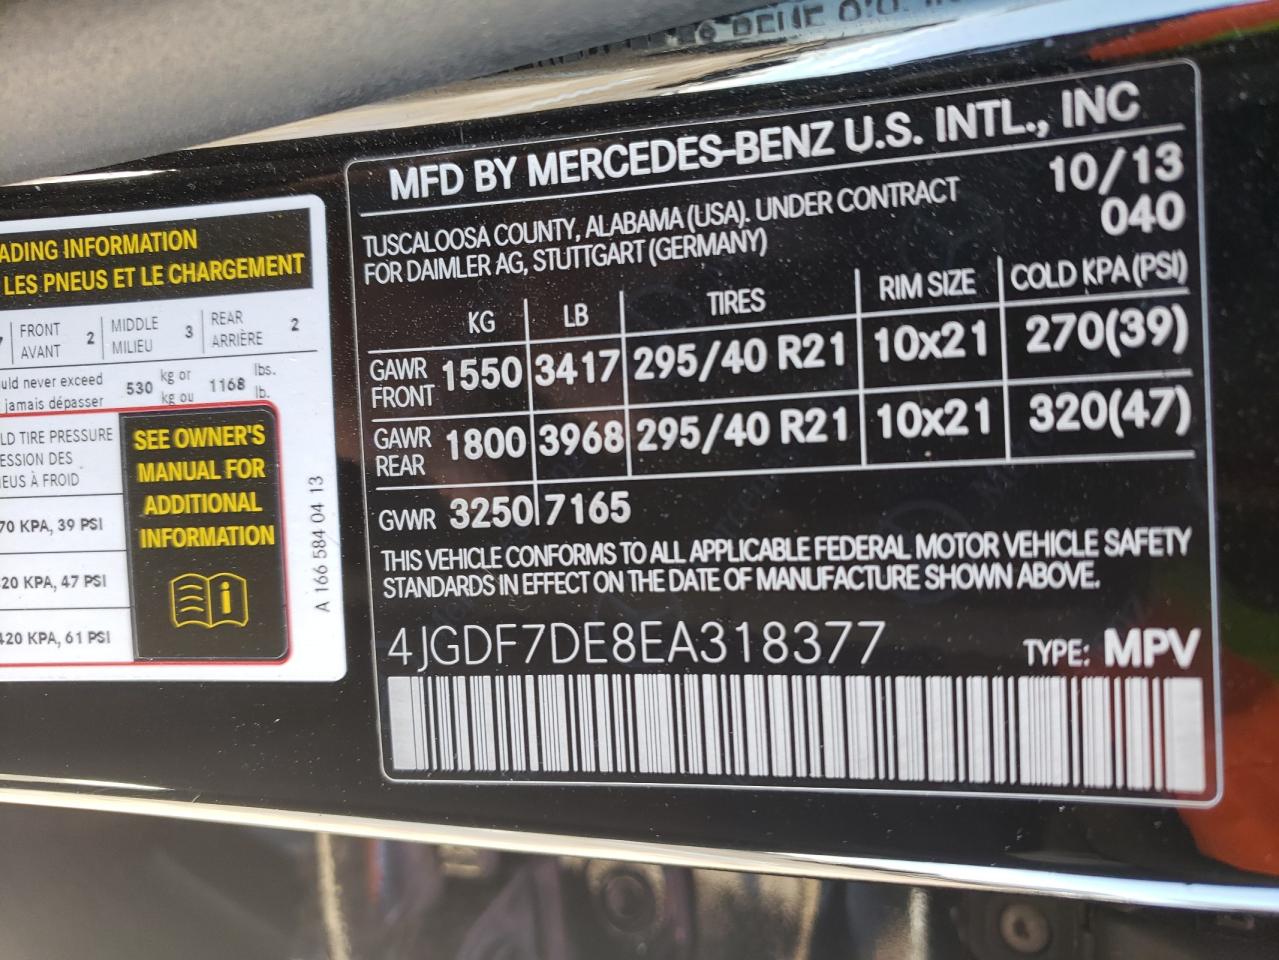 ADING INFORMATION
LES PNEUS ET LE CHARGEMENT
FRONT AVANT 2 MIDDLE MILIEU 3 REAR ARRIÈRE 2
uld never exceed 530 kg or 1168 lbs.
jamais dépasser kg ou lb.
LD TIRE PRESSURE
ESSION DES
EUS À FROID
70 KPA, 39 PSI
20 KPA, 47 PSI
420 KPA, 61 PSI
SEE OWNER'S
MANUAL FOR
ADDITIONAL
INFORMATION
i
A 166 584 04 13
MFD BY MERCEDES-BENZ U.S. INTL., INC
TUSCALOOSA COUNTY, ALABAMA (USA). UNDER CONTRACT 10/13
FOR DAIMLER AG, STUTTGART (GERMANY) 040
KG LB TIRES RIM SIZE COLD KPA (PSI)
GAWR FRONT 1550 3417 295/40 R21 10x21 270(39)
GAWR REAR 1800 3968 295/40 R21 10x21 320(47)
GVWR 3250 7165
THIS VEHICLE CONFORMS TO ALL APPLICABLE FEDERAL MOTOR VEHICLE SAFETY
STANDARDS IN EFFECT ON THE DATE OF MANUFACTURE SHOWN ABOVE.
4JGDF7DE8EA318377 TYPE: MPV